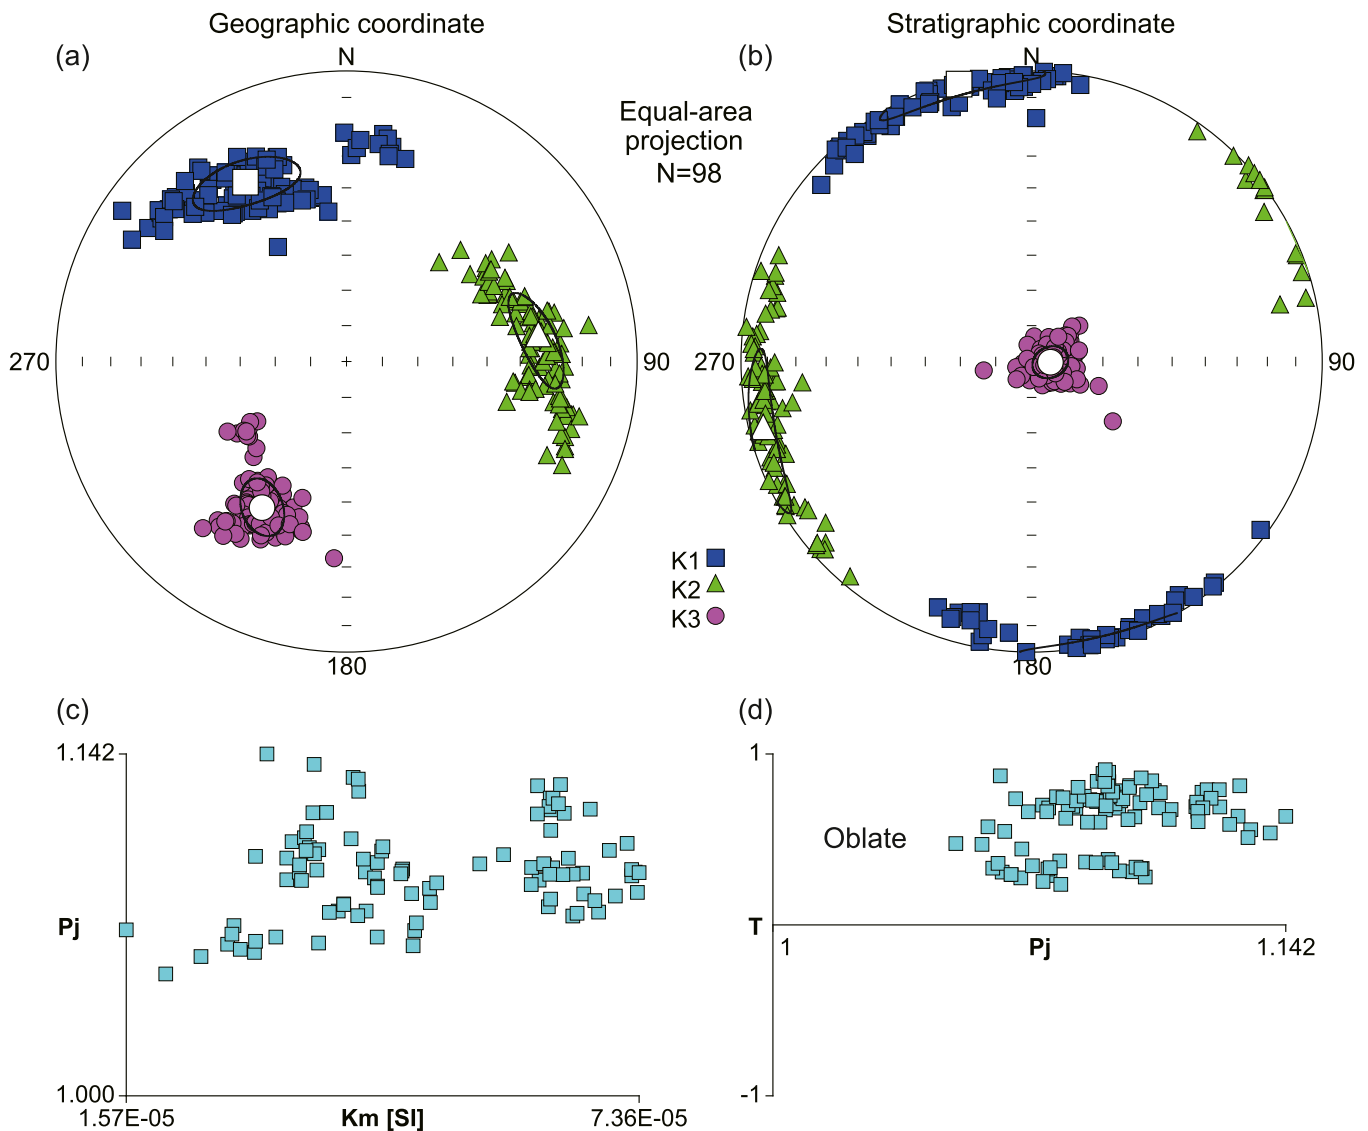 Geographic coordinate
Stratigraphic coordinate
(a)
N
(b)
N
Equal-area
projection
N=98
270
90
270
90
K1
K2
K3
180
180
(c)
(d)
1.142
Pj
1.000
1.57E-05
Km [SI]
7.36E-05
1
Oblate
T
1
Pj
1.142
-1